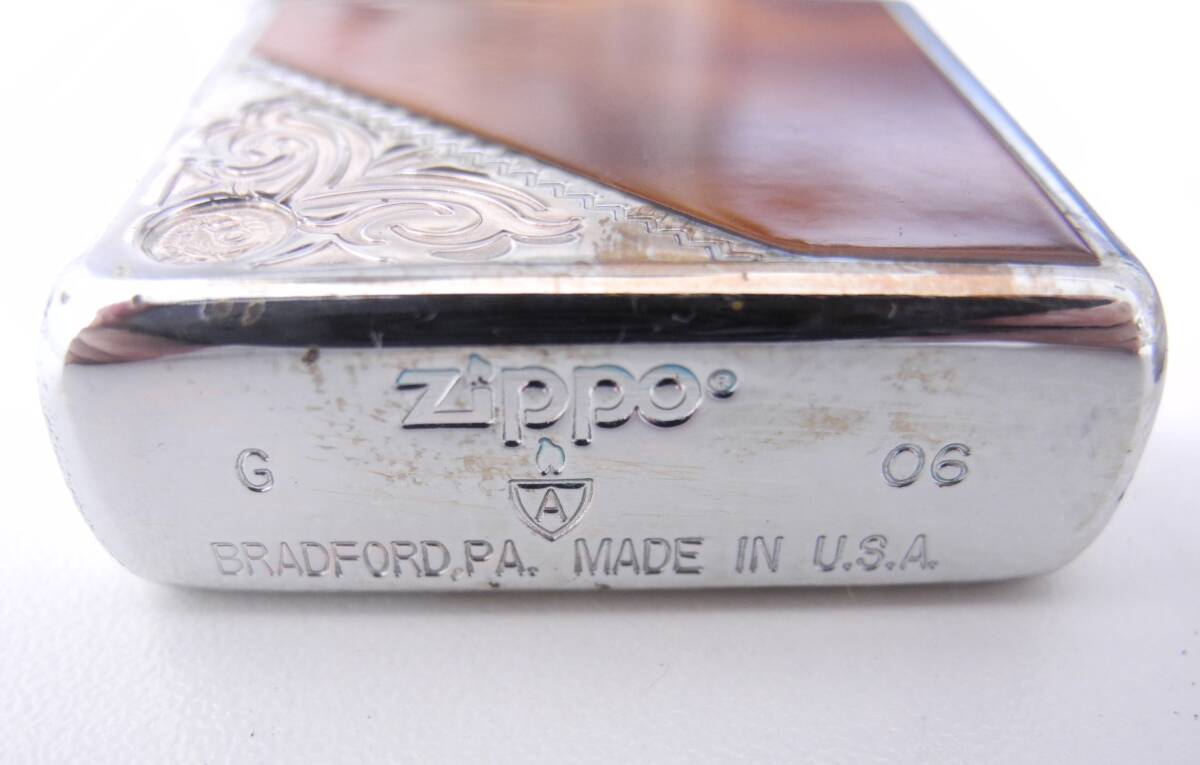 zippo®
G 06
A
BRADFORD,PA. MADE IN U.S.A.